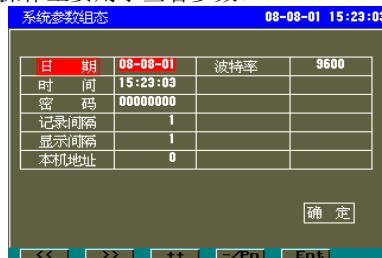 系统参数组态 08-08-01 15:23:03
日 期 08-08-01 波特率 9600
时 间 15:23:03
密 码 00000000
记录间隔 1
显示间隔 1
本机地址 0
确 定
<< >> ++ -/Pn Ent